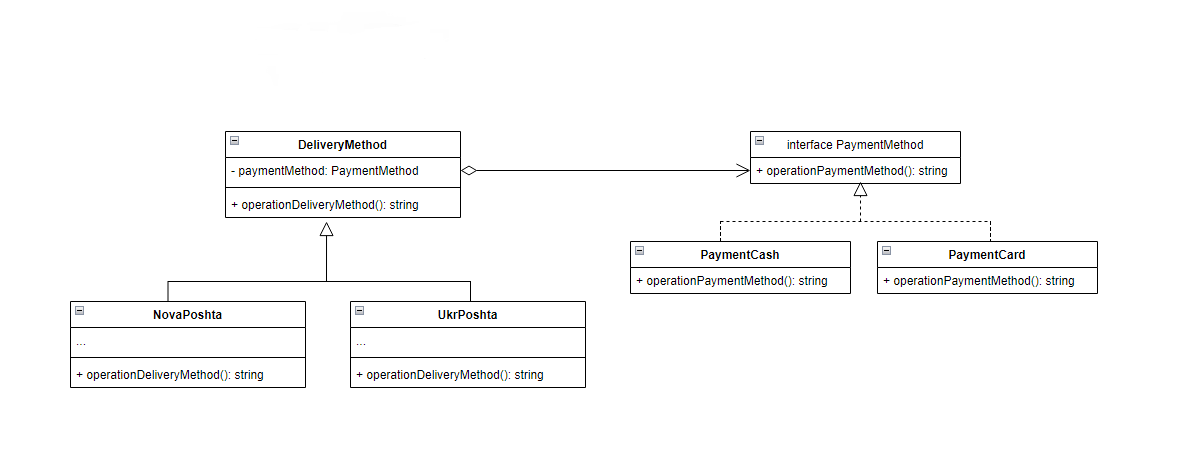 DeliveryMethod
- paymentMethod: PaymentMethod
+ operationDeliveryMethod(): string
interface PaymentMethod
+ operationPaymentMethod(): string
PaymentCash
+ operationPaymentMethod(): string
PaymentCard
+ operationPaymentMethod(): string
NovaPoshta
...
+ operationDeliveryMethod(): string
UkrPoshta
...
+ operationDeliveryMethod(): string